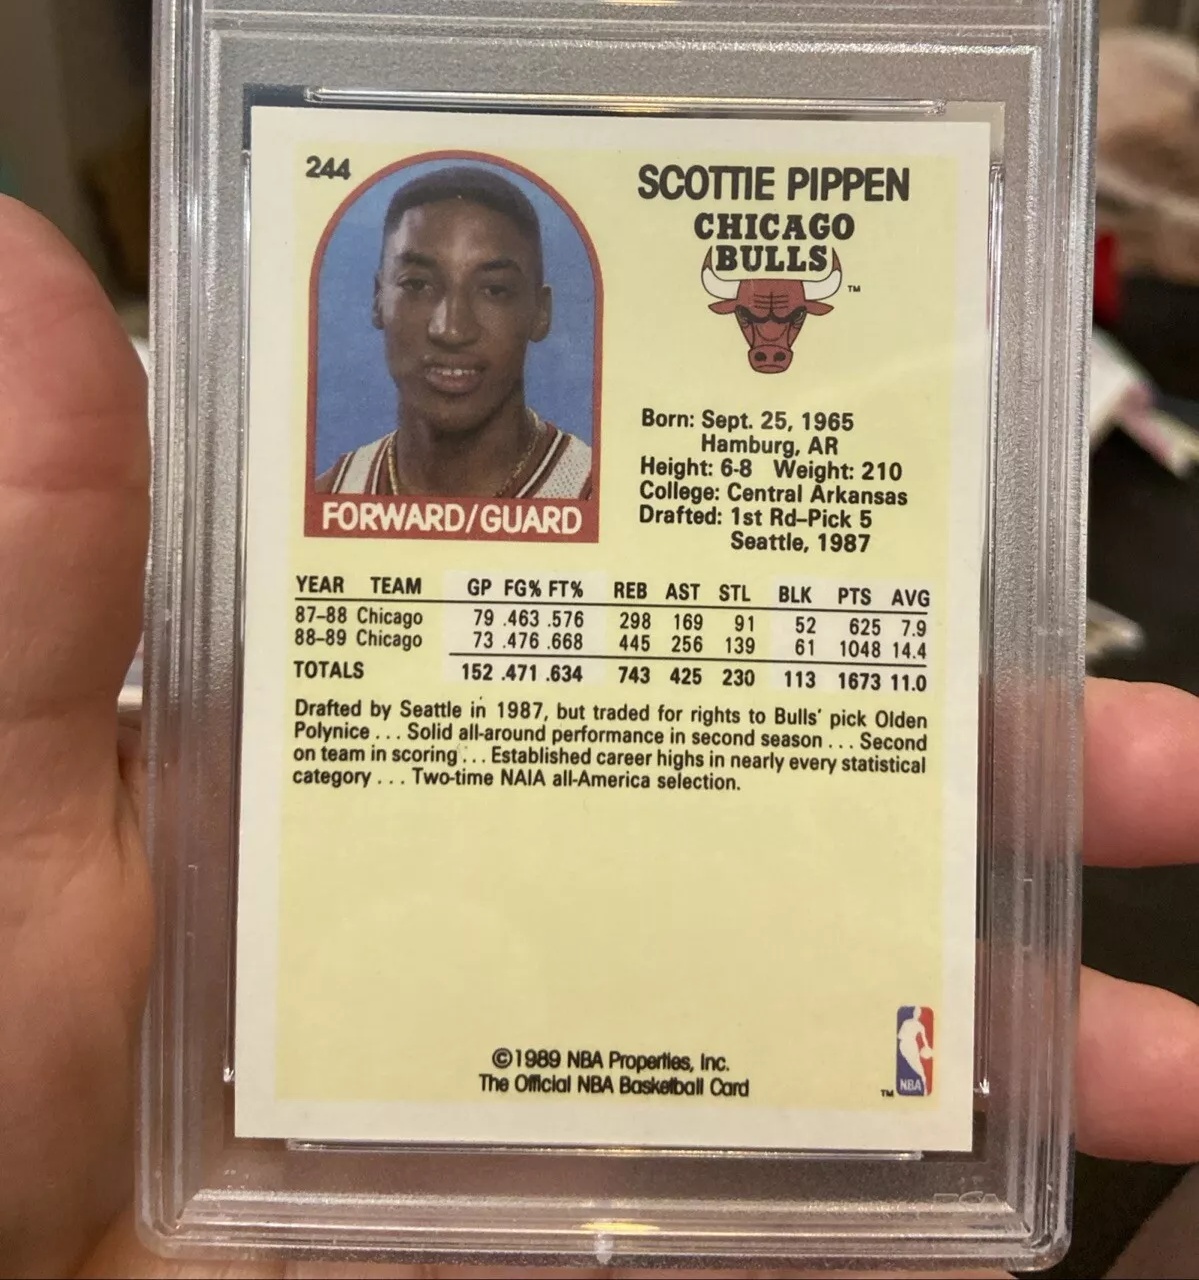 244
SCOTTIE PIPPEN
CHICAGO
BULLS
TM
Born: Sept. 25, 1965
Hamburg, AR
Height: 6-8 Weight: 210
College: Central Arkansas
Drafted: 1st Rd–Pick 5
Seattle, 1987
FORWARD/GUARD
YEAR TEAM GP FG% FT% REB AST STL BLK PTS AVG
87–88 Chicago 79 .463 .576 298 169 91 52 625 7.9
88–89 Chicago 73 .476 .668 445 256 139 61 1048 14.4
TOTALS 152 .471 .634 743 425 230 113 1673 11.0
Drafted by Seattle in 1987, but traded for rights to Bulls' pick Olden
Polynice . . . Solid all-around performance in second season . . . Second
on team in scoring . . . Established career highs in nearly every statistical
category . . . Two-time NAIA all-America selection.
©1989 NBA Properties, Inc.
The Official NBA Basketball Card
TM
NBA
PSA